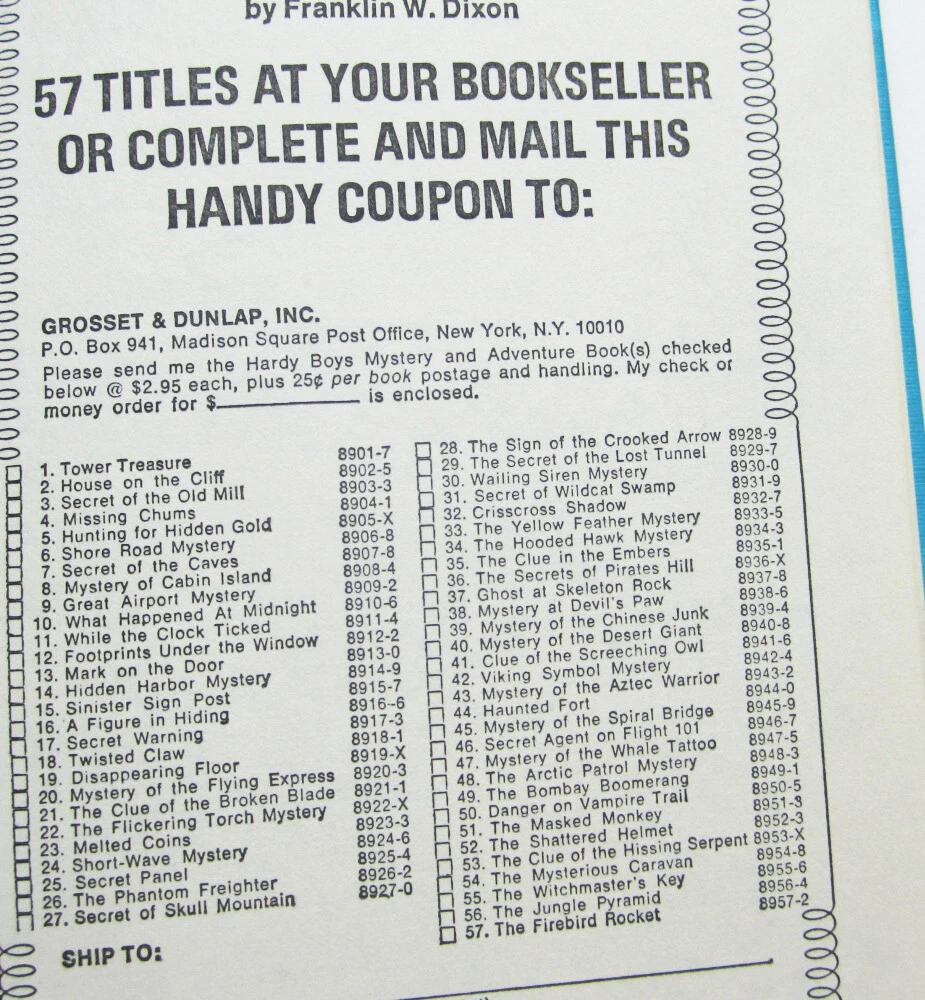 by Franklin W. Dixon
57 TITLES AT YOUR BOOKSELLER
OR COMPLETE AND MAIL THIS
HANDY COUPON TO:
GROSSET & DUNLAP, INC.
P.O. Box 941, Madison Square Post Office, New York, N.Y. 10010
Please send me the Hardy Boys Mystery and Adventure Book(s) checked
below @ $2.95 each, plus 25¢ per book postage and handling. My check or
money order for $ is enclosed.
1. Tower Treasure 8901-7
2. House on the Cliff 8902-5
3. Secret of the Old Mill 8903-3
4. Missing Chums 8904-1
5. Hunting for Hidden Gold 8905-X
6. Shore Road Mystery 8906-8
7. Secret of the Caves 8907-8
8. Mystery of Cabin Island 8908-4
9. Great Airport Mystery 8909-2
10. What Happened At Midnight 8910-6
11. While the Clock Ticked 8911-4
12. Footprints Under the Window 8912-2
13. Mark on the Door 8913-0
14. Hidden Harbor Mystery 8914-9
15. Sinister Sign Post 8915-7
16. A Figure in Hiding 8916-6
17. Secret Warning 8917-3
18. Twisted Claw 8918-1
19. Disappearing Floor 8919-X
20. Mystery of the Flying Express 8920-3
21. The Clue of the Broken Blade 8921-1
22. The Flickering Torch Mystery 8922-X
23. Melted Coins 8923-3
24. Short-Wave Mystery 8924-6
25. Secret Panel 8925-4
26. The Phantom Freighter 8926-2
27. Secret of Skull Mountain 8927-0
28. The Sign of the Crooked Arrow 8928-9
29. The Secret of the Lost Tunnel 8929-7
30. Wailing Siren Mystery 8930-0
31. Secret of Wildcat Swamp 8931-9
32. Crisscross Shadow 8932-7
33. The Yellow Feather Mystery 8933-5
34. The Hooded Hawk Mystery 8934-3
35. The Clue in the Embers 8935-1
36. The Secrets of Pirates Hill 8936-X
37. Ghost at Skeleton Rock 8937-8
38. Mystery at Devil's Paw 8938-6
39. Mystery of the Chinese Junk 8939-4
40. Mystery of the Desert Giant 8940-8
41. Clue of the Screeching Owl 8941-6
42. Viking Symbol Mystery 8942-4
43. Mystery of the Aztec Warrior 8943-2
44. Haunted Fort 8944-0
45. Mystery of the Spiral Bridge 8945-9
46. Secret Agent on Flight 101 8946-7
47. Mystery of the Whale Tattoo 8947-5
48. The Arctic Patrol Mystery 8948-3
49. The Bombay Boomerang 8949-1
50. Danger on Vampire Trail 8950-5
51. The Masked Monkey 8951-3
52. The Shattered Helmet 8952-3
53. The Clue of the Hissing Serpent 8953-X
54. The Mysterious Caravan 8954-8
55. The Witchmaster's Key 8955-6
56. The Jungle Pyramid 8956-4
57. The Firebird Rocket 8957-2
SHIP TO: